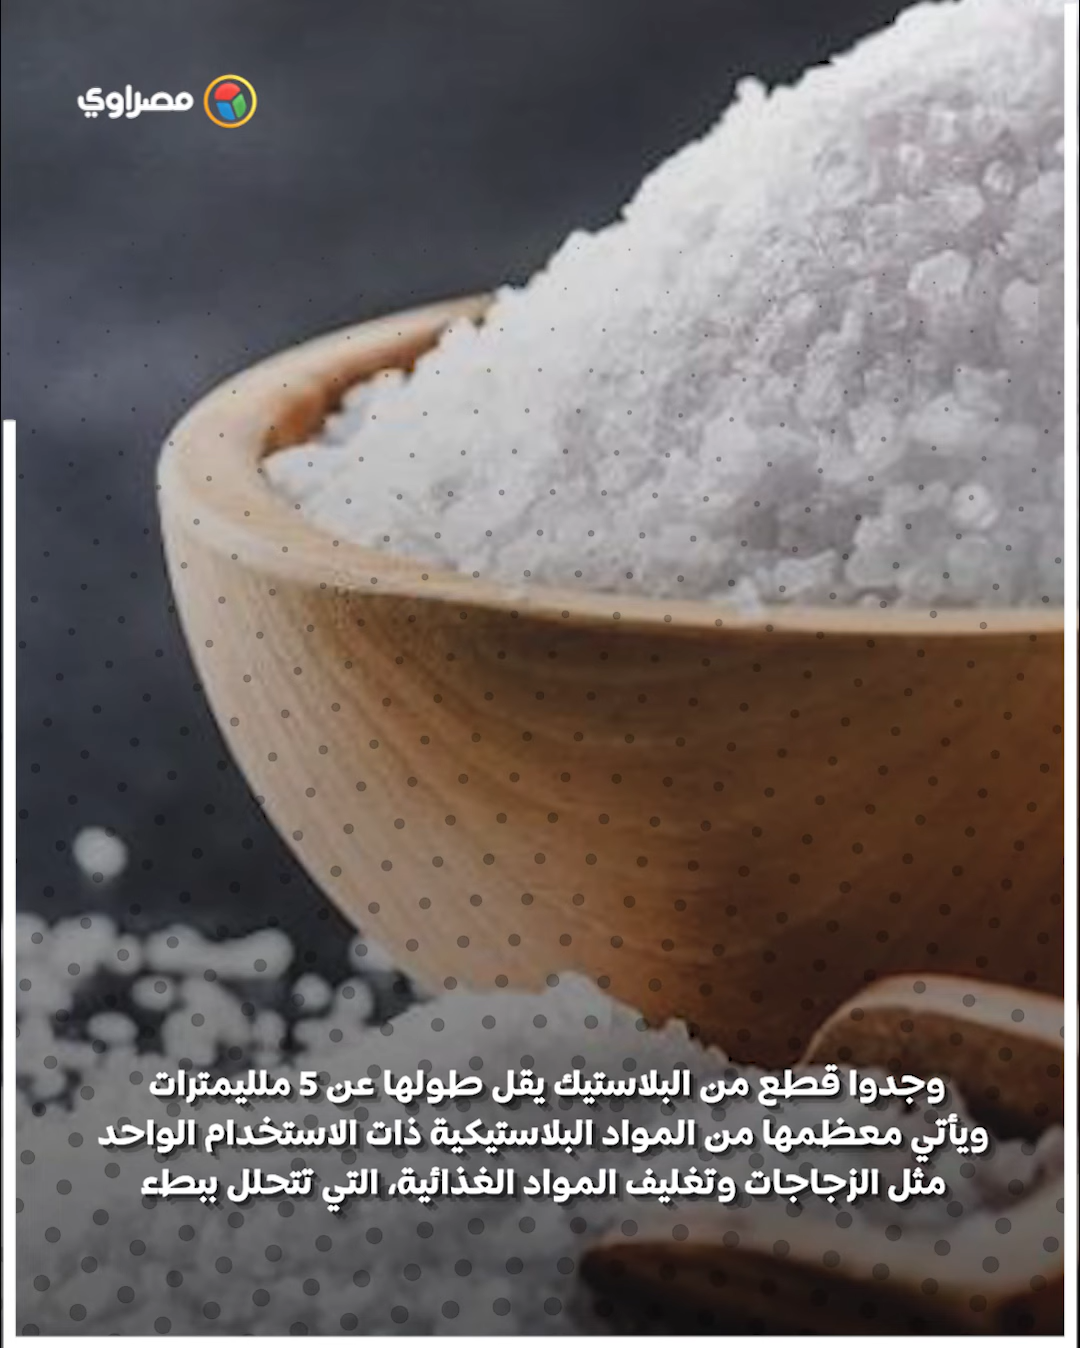 مصراوي
وجدوا قطع من البلاستيك يقل طولها عن 5 ملليمترات
ويأتي معظمها من المواد البلاستيكية ذات الاستخدام الواحد
مثل الزجاجات وتغليف المواد الغذائية، التي تتحلل ببطء